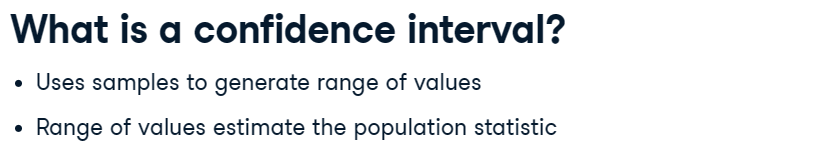 What is a confidence interval?
• Uses samples to generate range of values
• Range of values estimate the population statistic